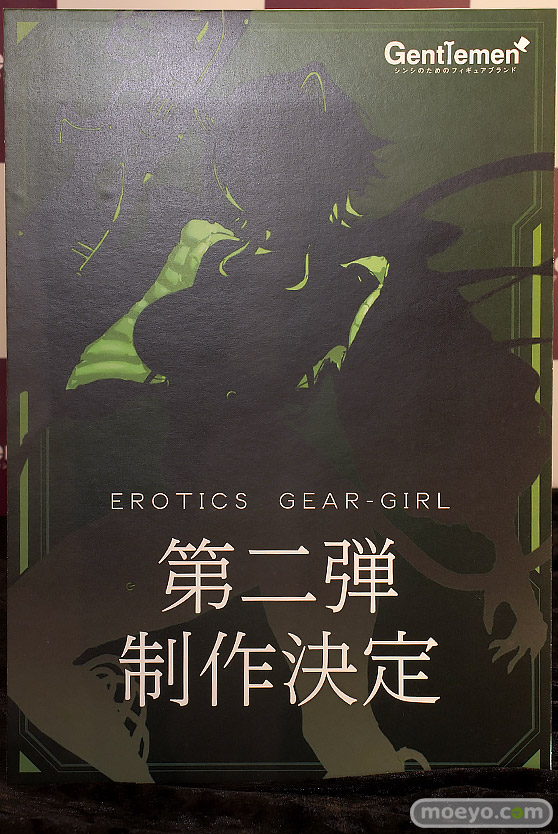 Gentlemen
シンシのためのフィギュアブランド
EROTICS GEAR-GIRL
第二弾
制作決定
moeyo.com